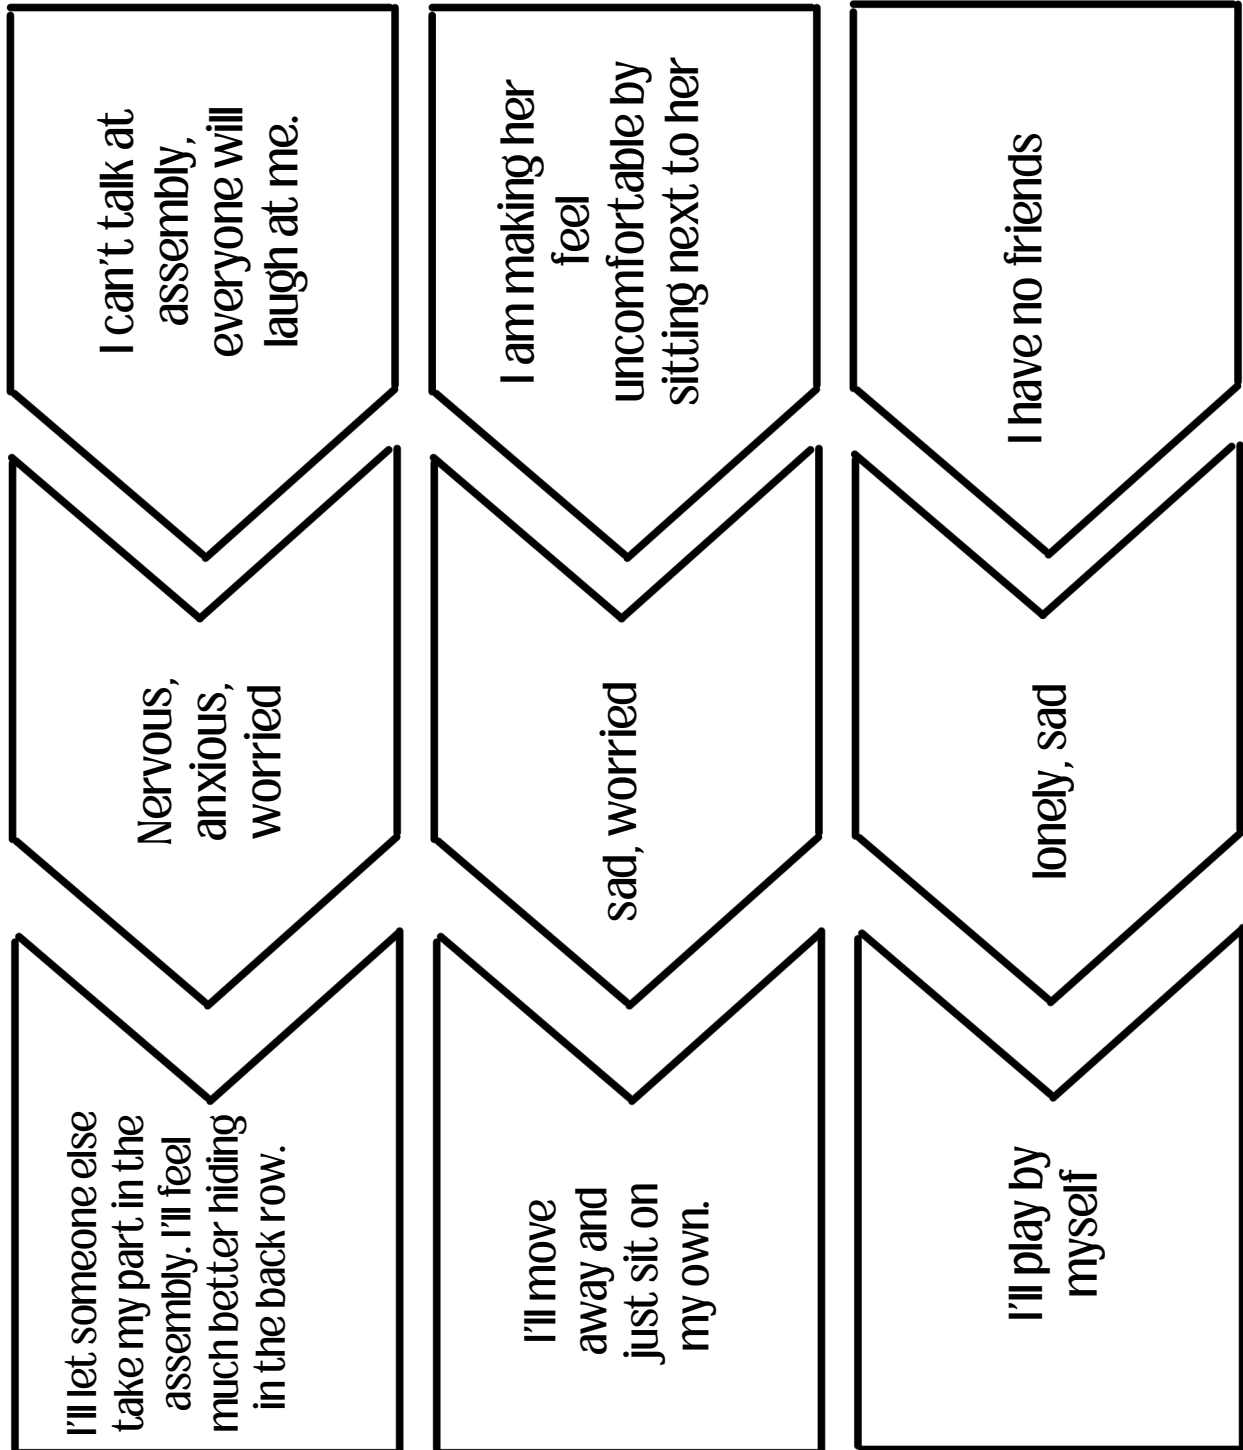 I can't talk at
assembly,
everyone will
laugh at me.
Nervous,
anxious,
worried
I'll let someone else
take my part in the
assembly. I'll feel
much better hiding
in the back row.
I am making her
feel
uncomfortable by
sitting next to her
sad, worried
I'll move
away and
just sit on
my own.
I have no friends
lonely, sad
I'll play by
myself